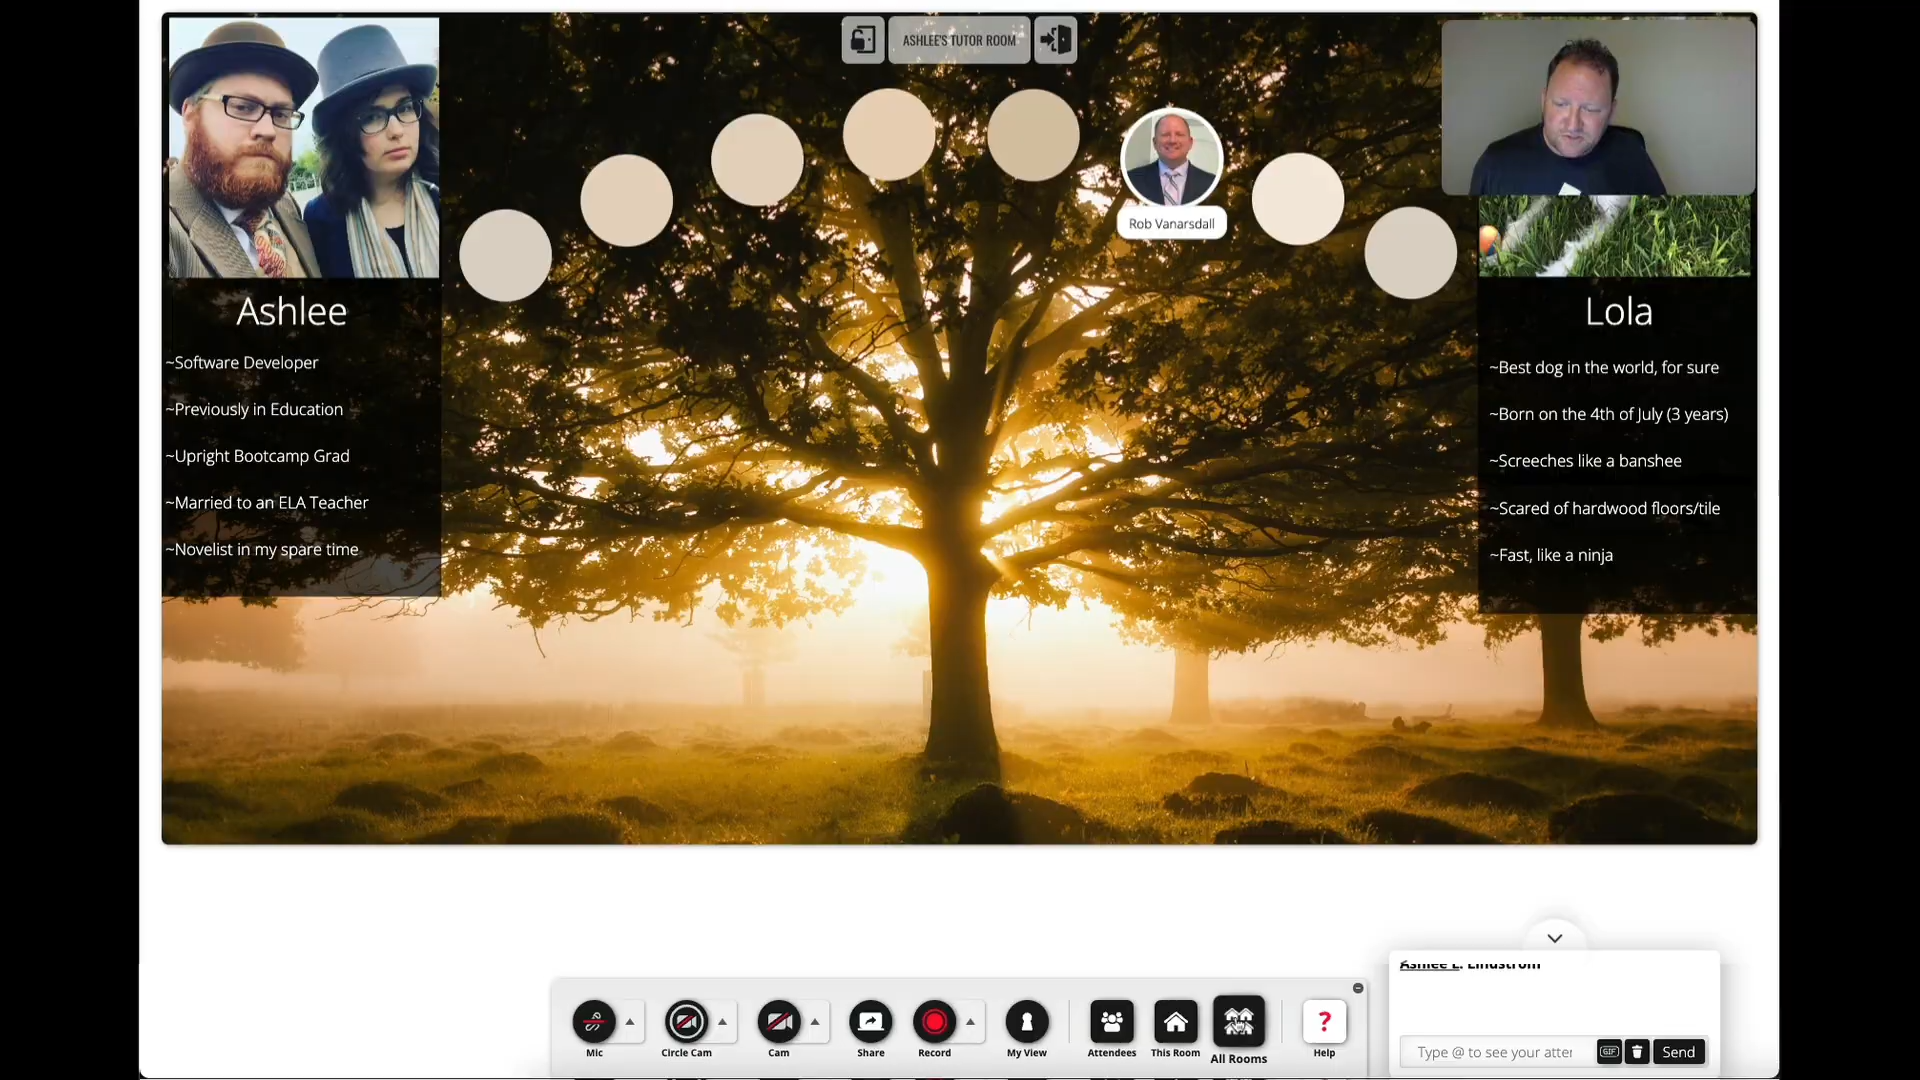 ASHLEE'S TUTOR ROOM
Rob Vanarsdall
Ashlee
~Software Developer
~Previously in Education
~Upright Bootcamp Grad
~Married to an ELA Teacher
~Novelist in my spare time
Lola
~Best dog in the world, for sure
~Born on the 4th of July (3 years)
~Screeches like a banshee
~Scared of hardwood floors/tile
~Fast, like a ninja
Ashlee L. Lindstrom
Type @ to see your atter
GIF
Send
Mic
Circle Cam
Cam
Share
Record
My View
Attendees
This Room
All Rooms
?
Help